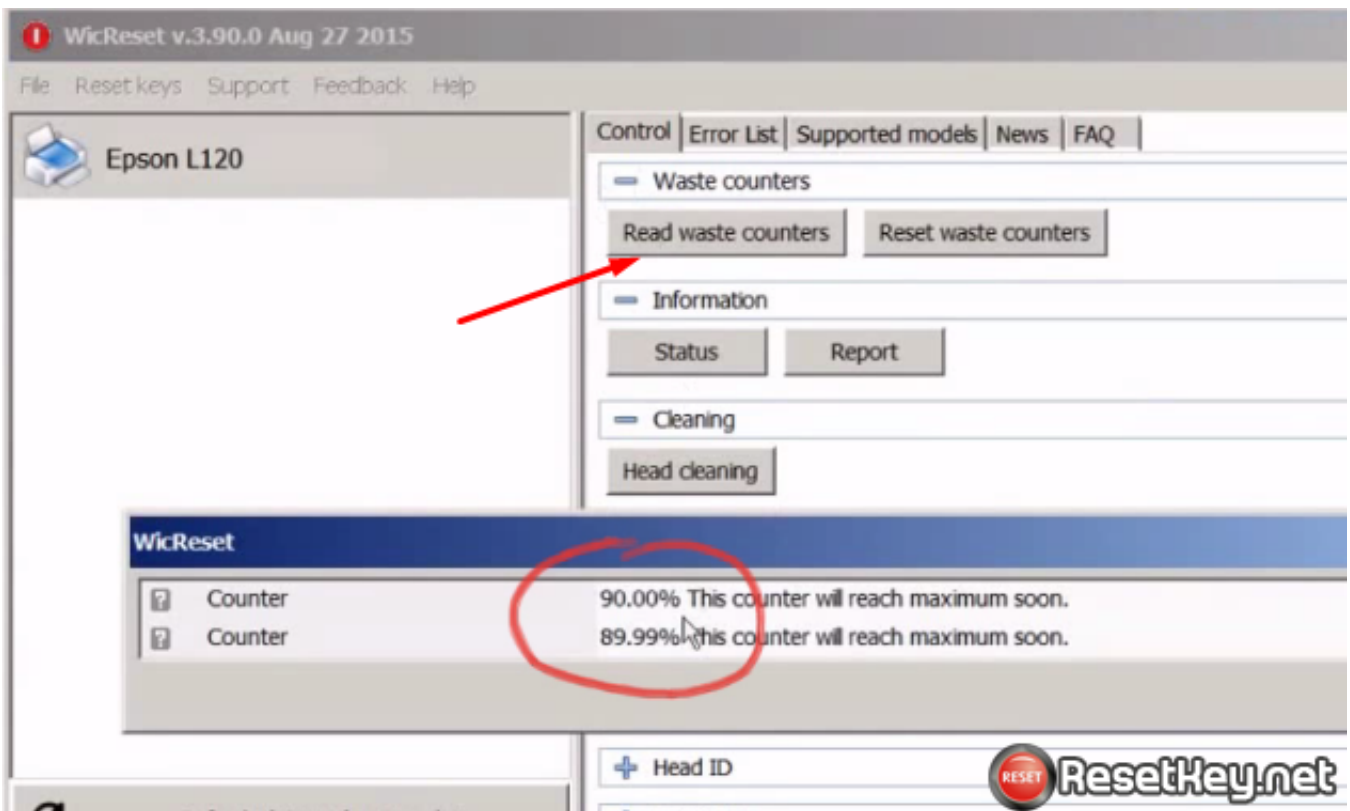 WicReset v.3.90.0 Aug 27 2015
File Reset keys Support Feedback Help
Epson L120
Control Error List Supported models News FAQ
Waste counters
Read waste counters Reset waste counters
Information
Status Report
Cleaning
Head cleaning
WicReset
Counter 90.00% This counter will reach maximum soon.
Counter 89.99% This counter will reach maximum soon.
Head ID
RESET ResetKey.net